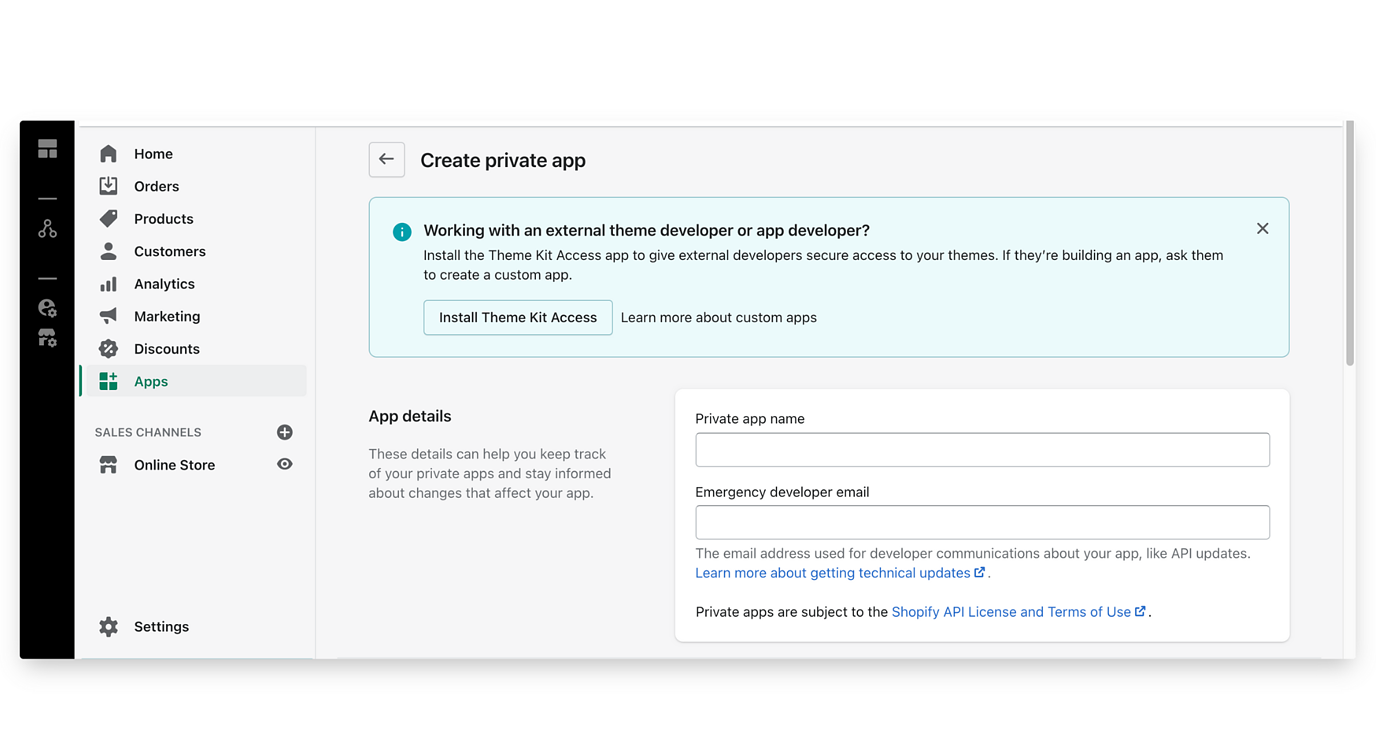 Home
Orders
Products
Customers
Analytics
Marketing
Discounts
Apps
SALES CHANNELS
Online Store
Settings
Create private app
Working with an external theme developer or app developer?
Install the Theme Kit Access app to give external developers secure access to your themes. If they’re building an app, ask them
to create a custom app.
Install Theme Kit Access
Learn more about custom apps
App details
These details can help you keep track
of your private apps and stay informed
about changes that affect your app.
Private app name
Emergency developer email
The email address used for developer communications about your app, like API updates.
Learn more about getting technical updates.
Private apps are subject to the Shopify API License and Terms of Use.